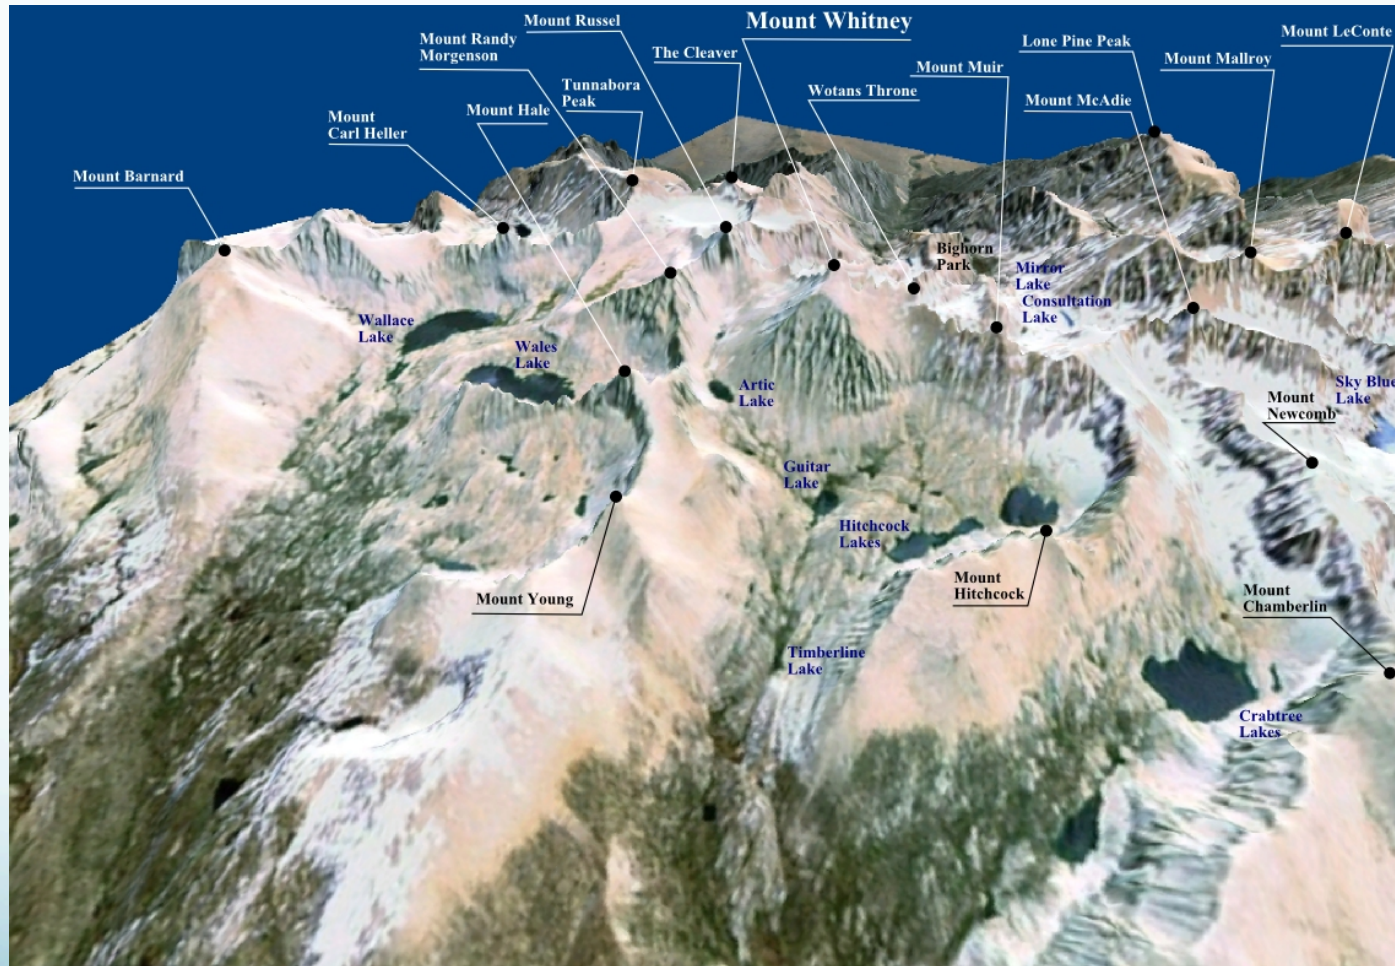 Mount Russel
Mount Whitney
Mount Randy
Morgenson
The Cleaver
Lone Pine Peak
Mount LeConte
Mount Mallroy
Mount Muir
Tunnabora
Peak
Wotans Throne
Mount McAdie
Mount Hale
Mount
Carl Heller
Mount Barnard
Bighorn
Park
Mirror
Lake
Consultation
Lake
Wallace
Lake
Wales
Lake
Artic
Lake
Sky Blue
Lake
Mount
Newcomb
Guitar
Lake
Hitchcock
Lakes
Mount
Hitchcock
Mount Young
Mount
Chamberlin
Timberline
Lake
Crabtree
Lakes